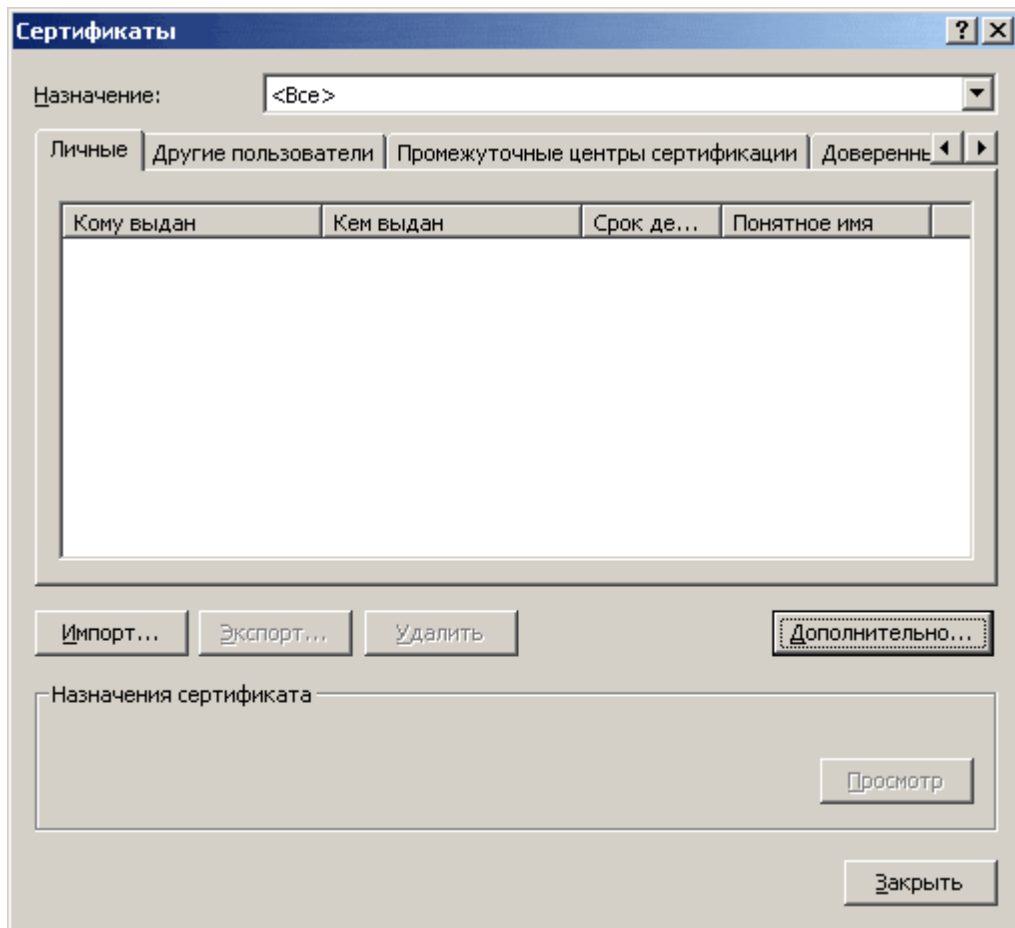 Сертификаты
Назначение: <Все>
Личные Другие пользователи Промежуточные центры сертификации Доверенны
Кому выдан Кем выдан Срок де... Понятное имя
Импорт... Экспорт... Удалить Дополнительно...
Назначения сертификата
Просмотр
Закрыть